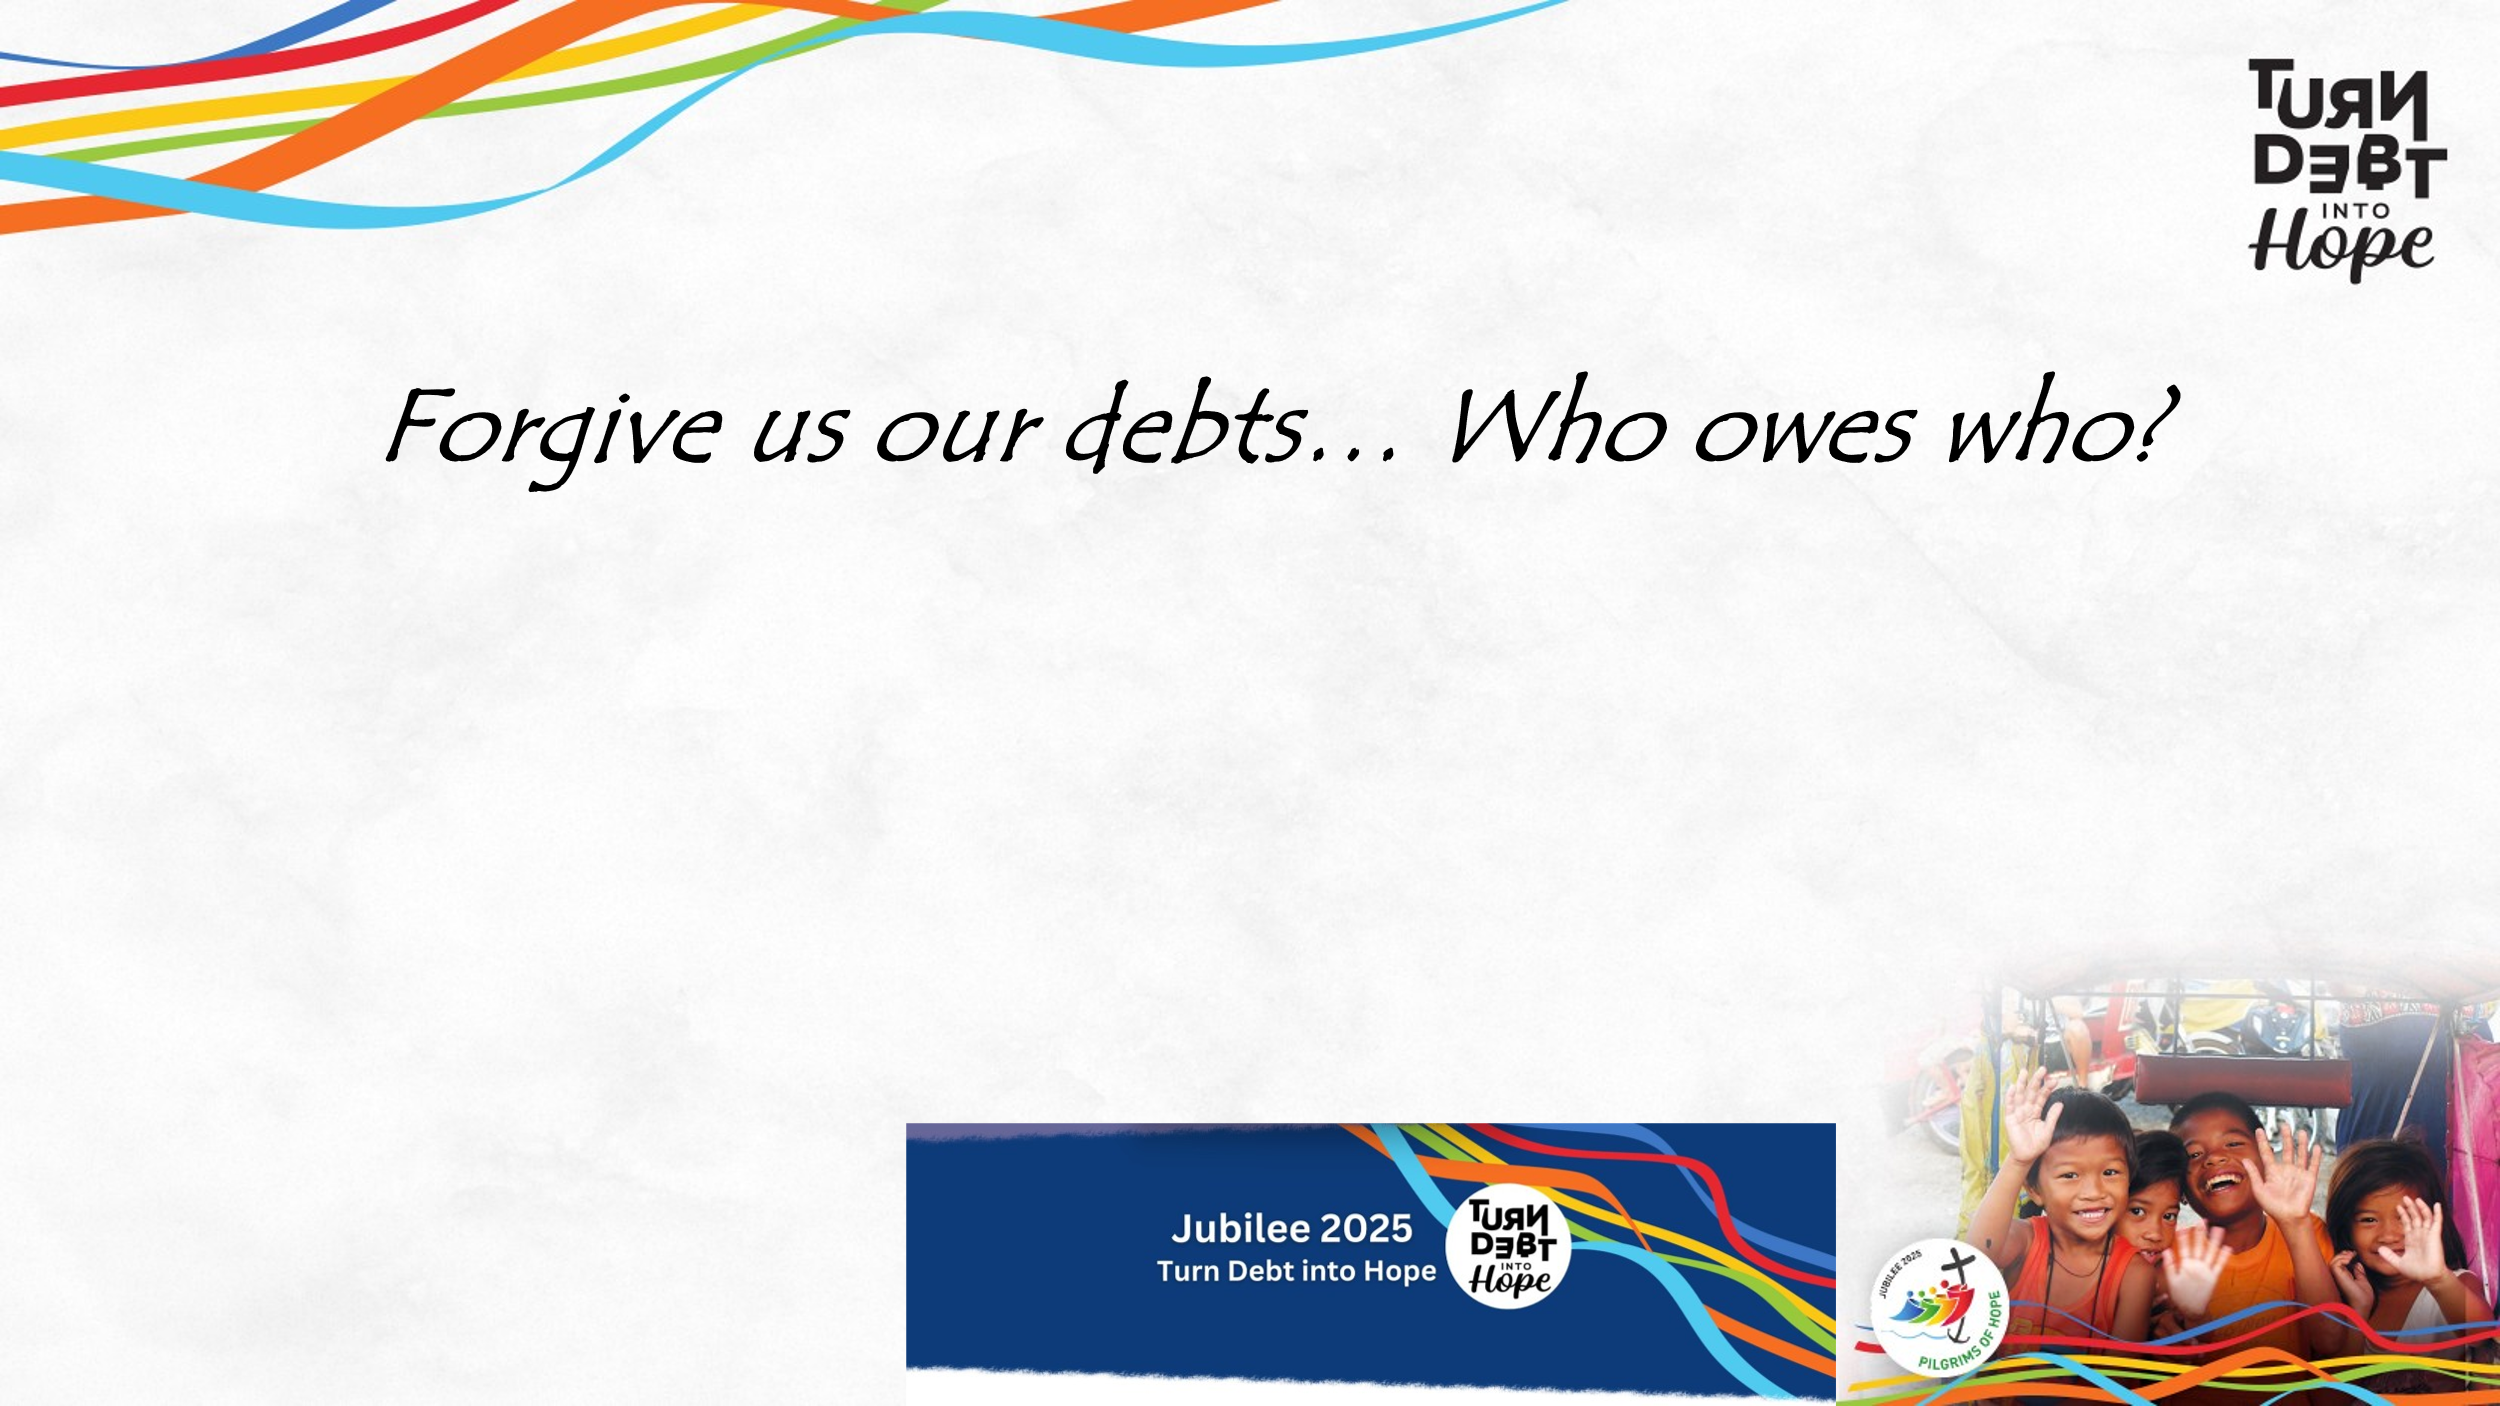 TURN
DEBT
INTO
Hope
Forgive us our debts... Who owes who?
Jubilee 2025
Turn Debt into Hope
TURN
DEBT
INTO
Hope
JUBILEE 2025
PILGRIMS OF HOPE